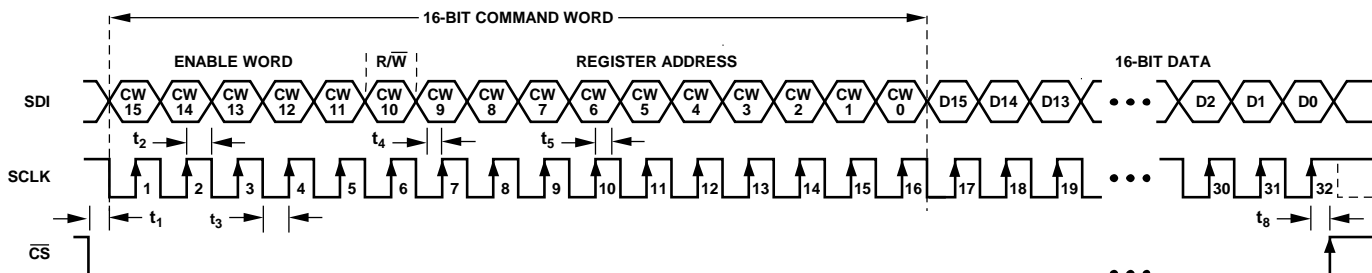 16-BIT COMMAND WORD
ENABLE WORD R/W̅ REGISTER ADDRESS 16-BIT DATA
SDI CW 15 CW 14 CW 13 CW 12 CW 11 CW 10 CW 9 CW 8 CW 7 CW 6 CW 5 CW 4 CW 3 CW 2 CW 1 CW 0 D15 D14 D13 ••• D2 D1 D0
t2 t4 t5
SCLK 1 2 3 4 5 6 7 8 9 10 11 12 13 14 15 16 17 18 19 ••• 30 31 32
t1 t3 t8
C̅S̅ •••